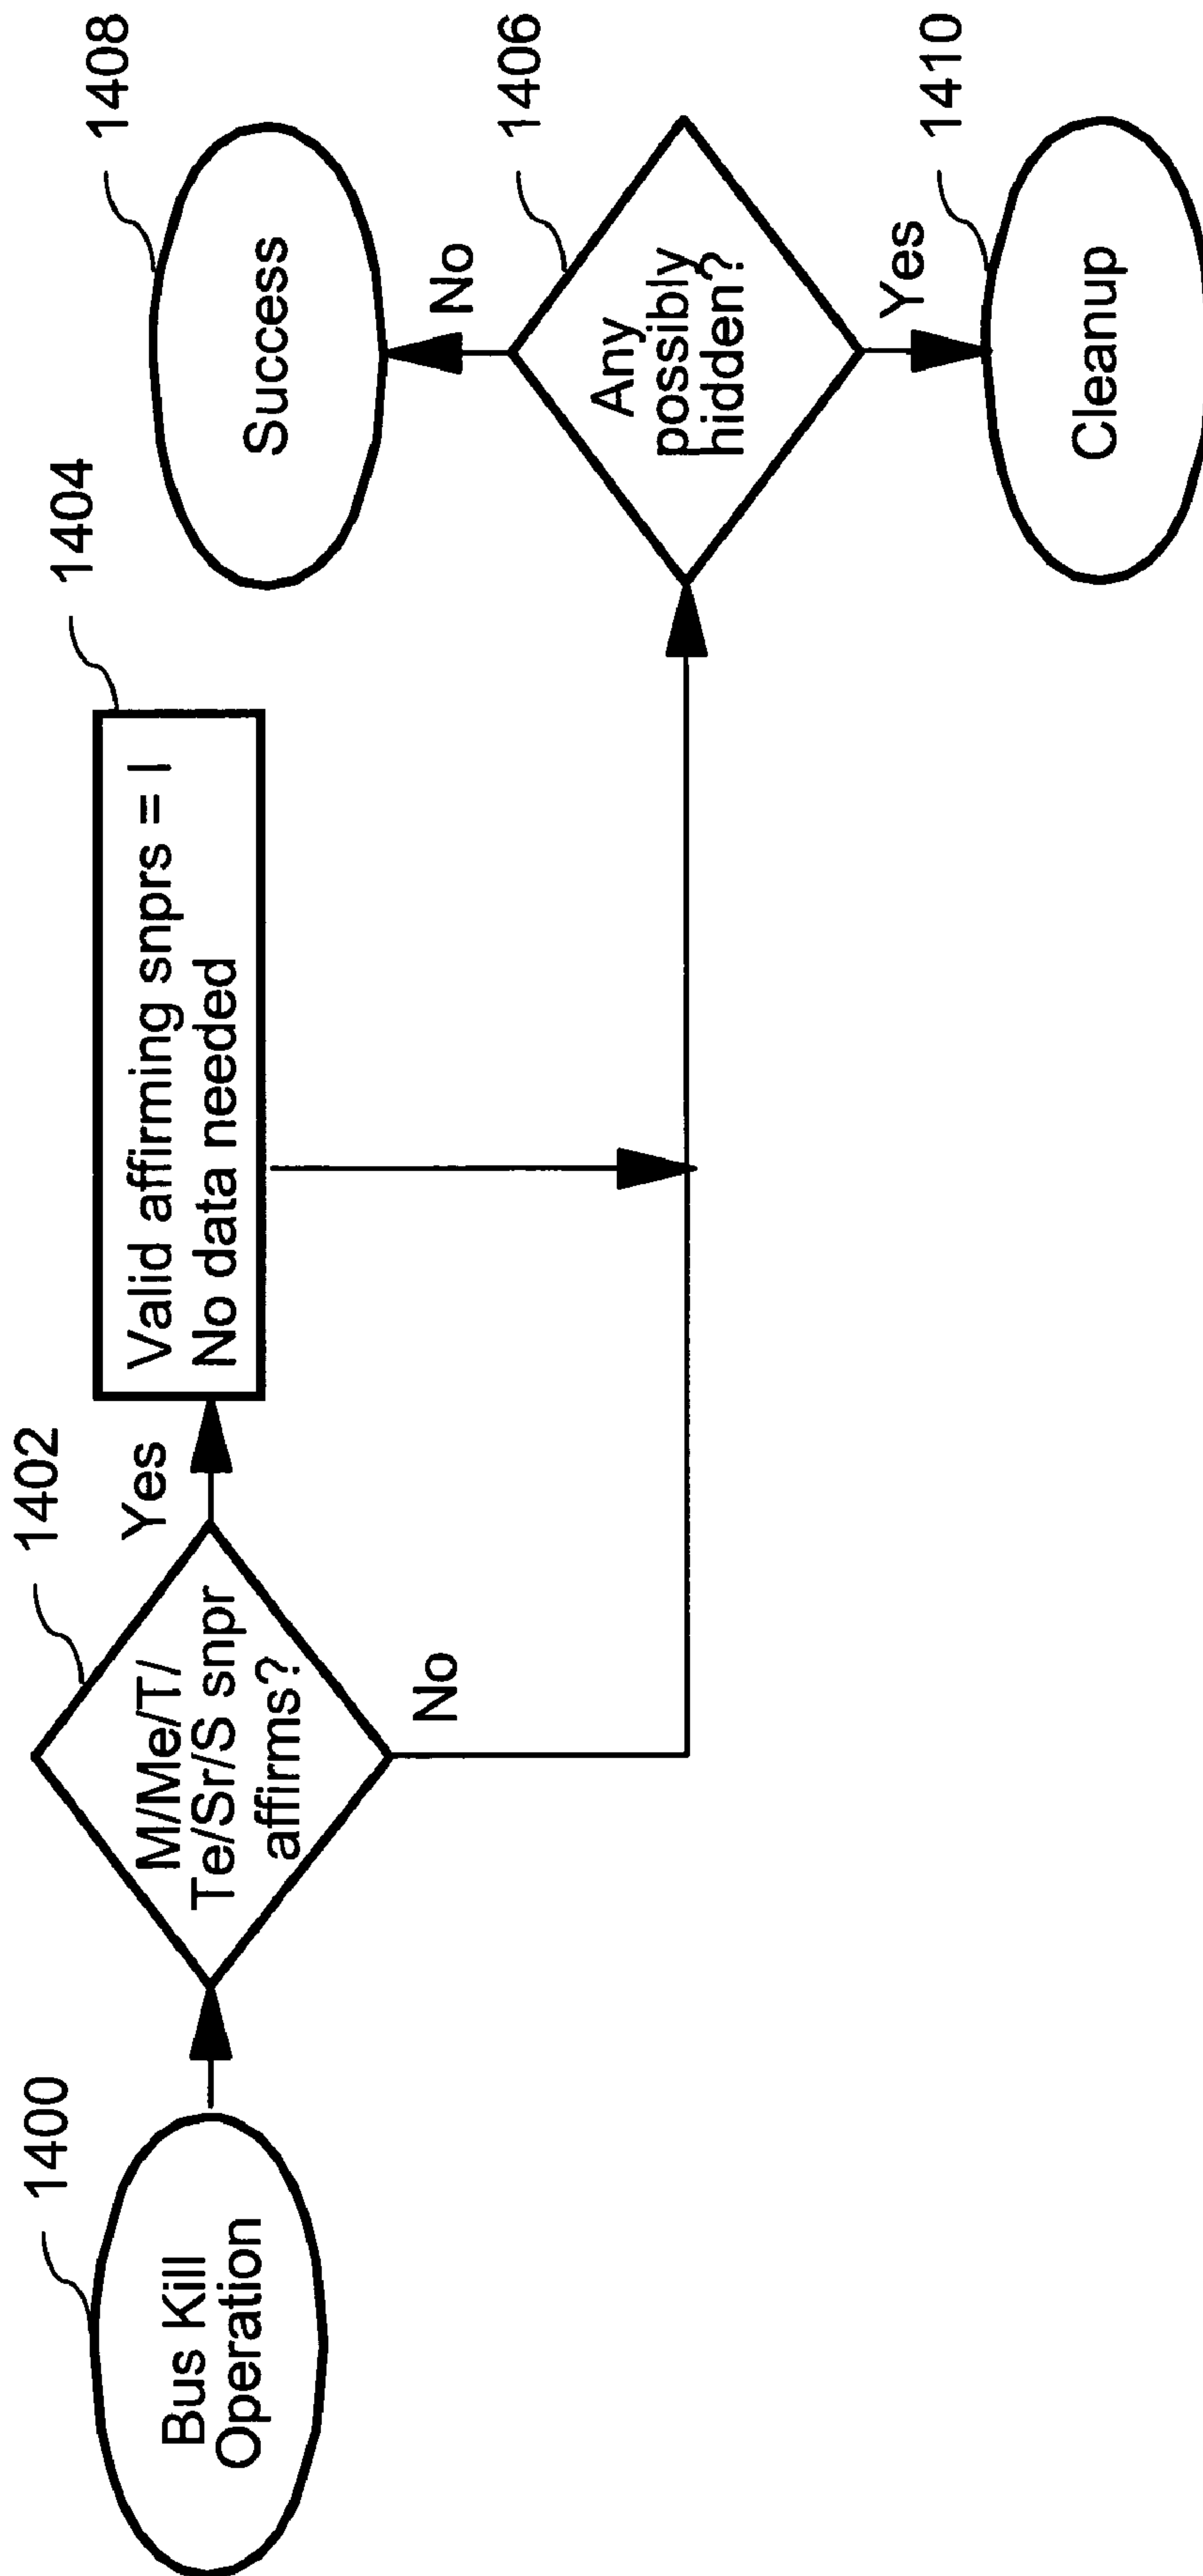 1400
Bus Kill
Operation
1402
M/Me/T/
Te/Sr/S snpr
affirms?
Yes
No
1404
Valid affirming snprs = I
No data needed
1408
Success
No
1406
Any
possibly
hidden?
Yes
1410
Cleanup